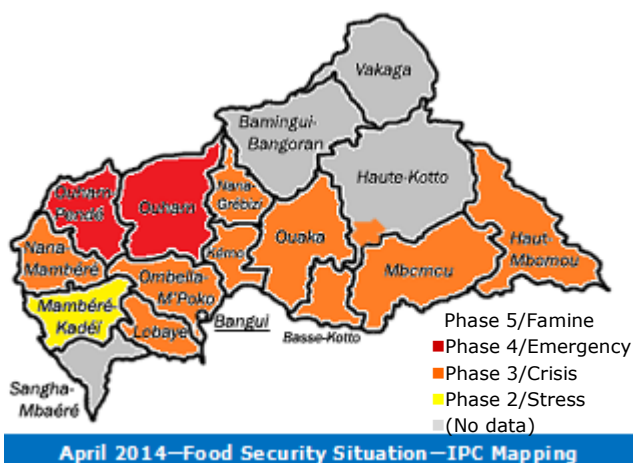 Vakaga
Bamingui-
Bangoran
Haute-Kotto
Ouham-
Pendé
Ouham
Nana-
Grébizi
Ouaka
Haut-
Mbomou
Nana-
Mambéré
Kémo
Ombella-
M'Poko
Mbomou
Mambéré-
Kadéï
Lobaye
Bangui
Basse-Kotto
Sangha-
Mbaéré
Phase 5/Famine
Phase 4/Emergency
Phase 3/Crisis
Phase 2/Stress
(No data)
April 2014—Food Security Situation—IPC Mapping